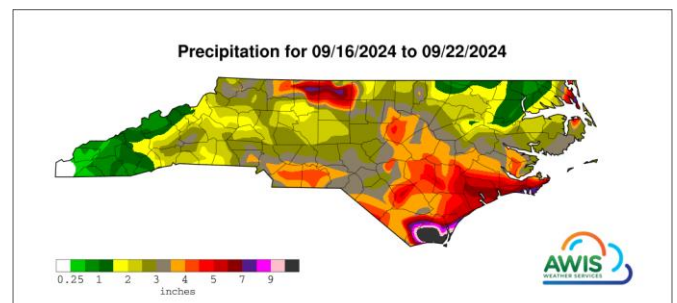 Precipitation for 09/16/2024 to 09/22/2024
0.25 1 2 3 4 5 7 9
inches
AWIS
WEATHER SERVICES